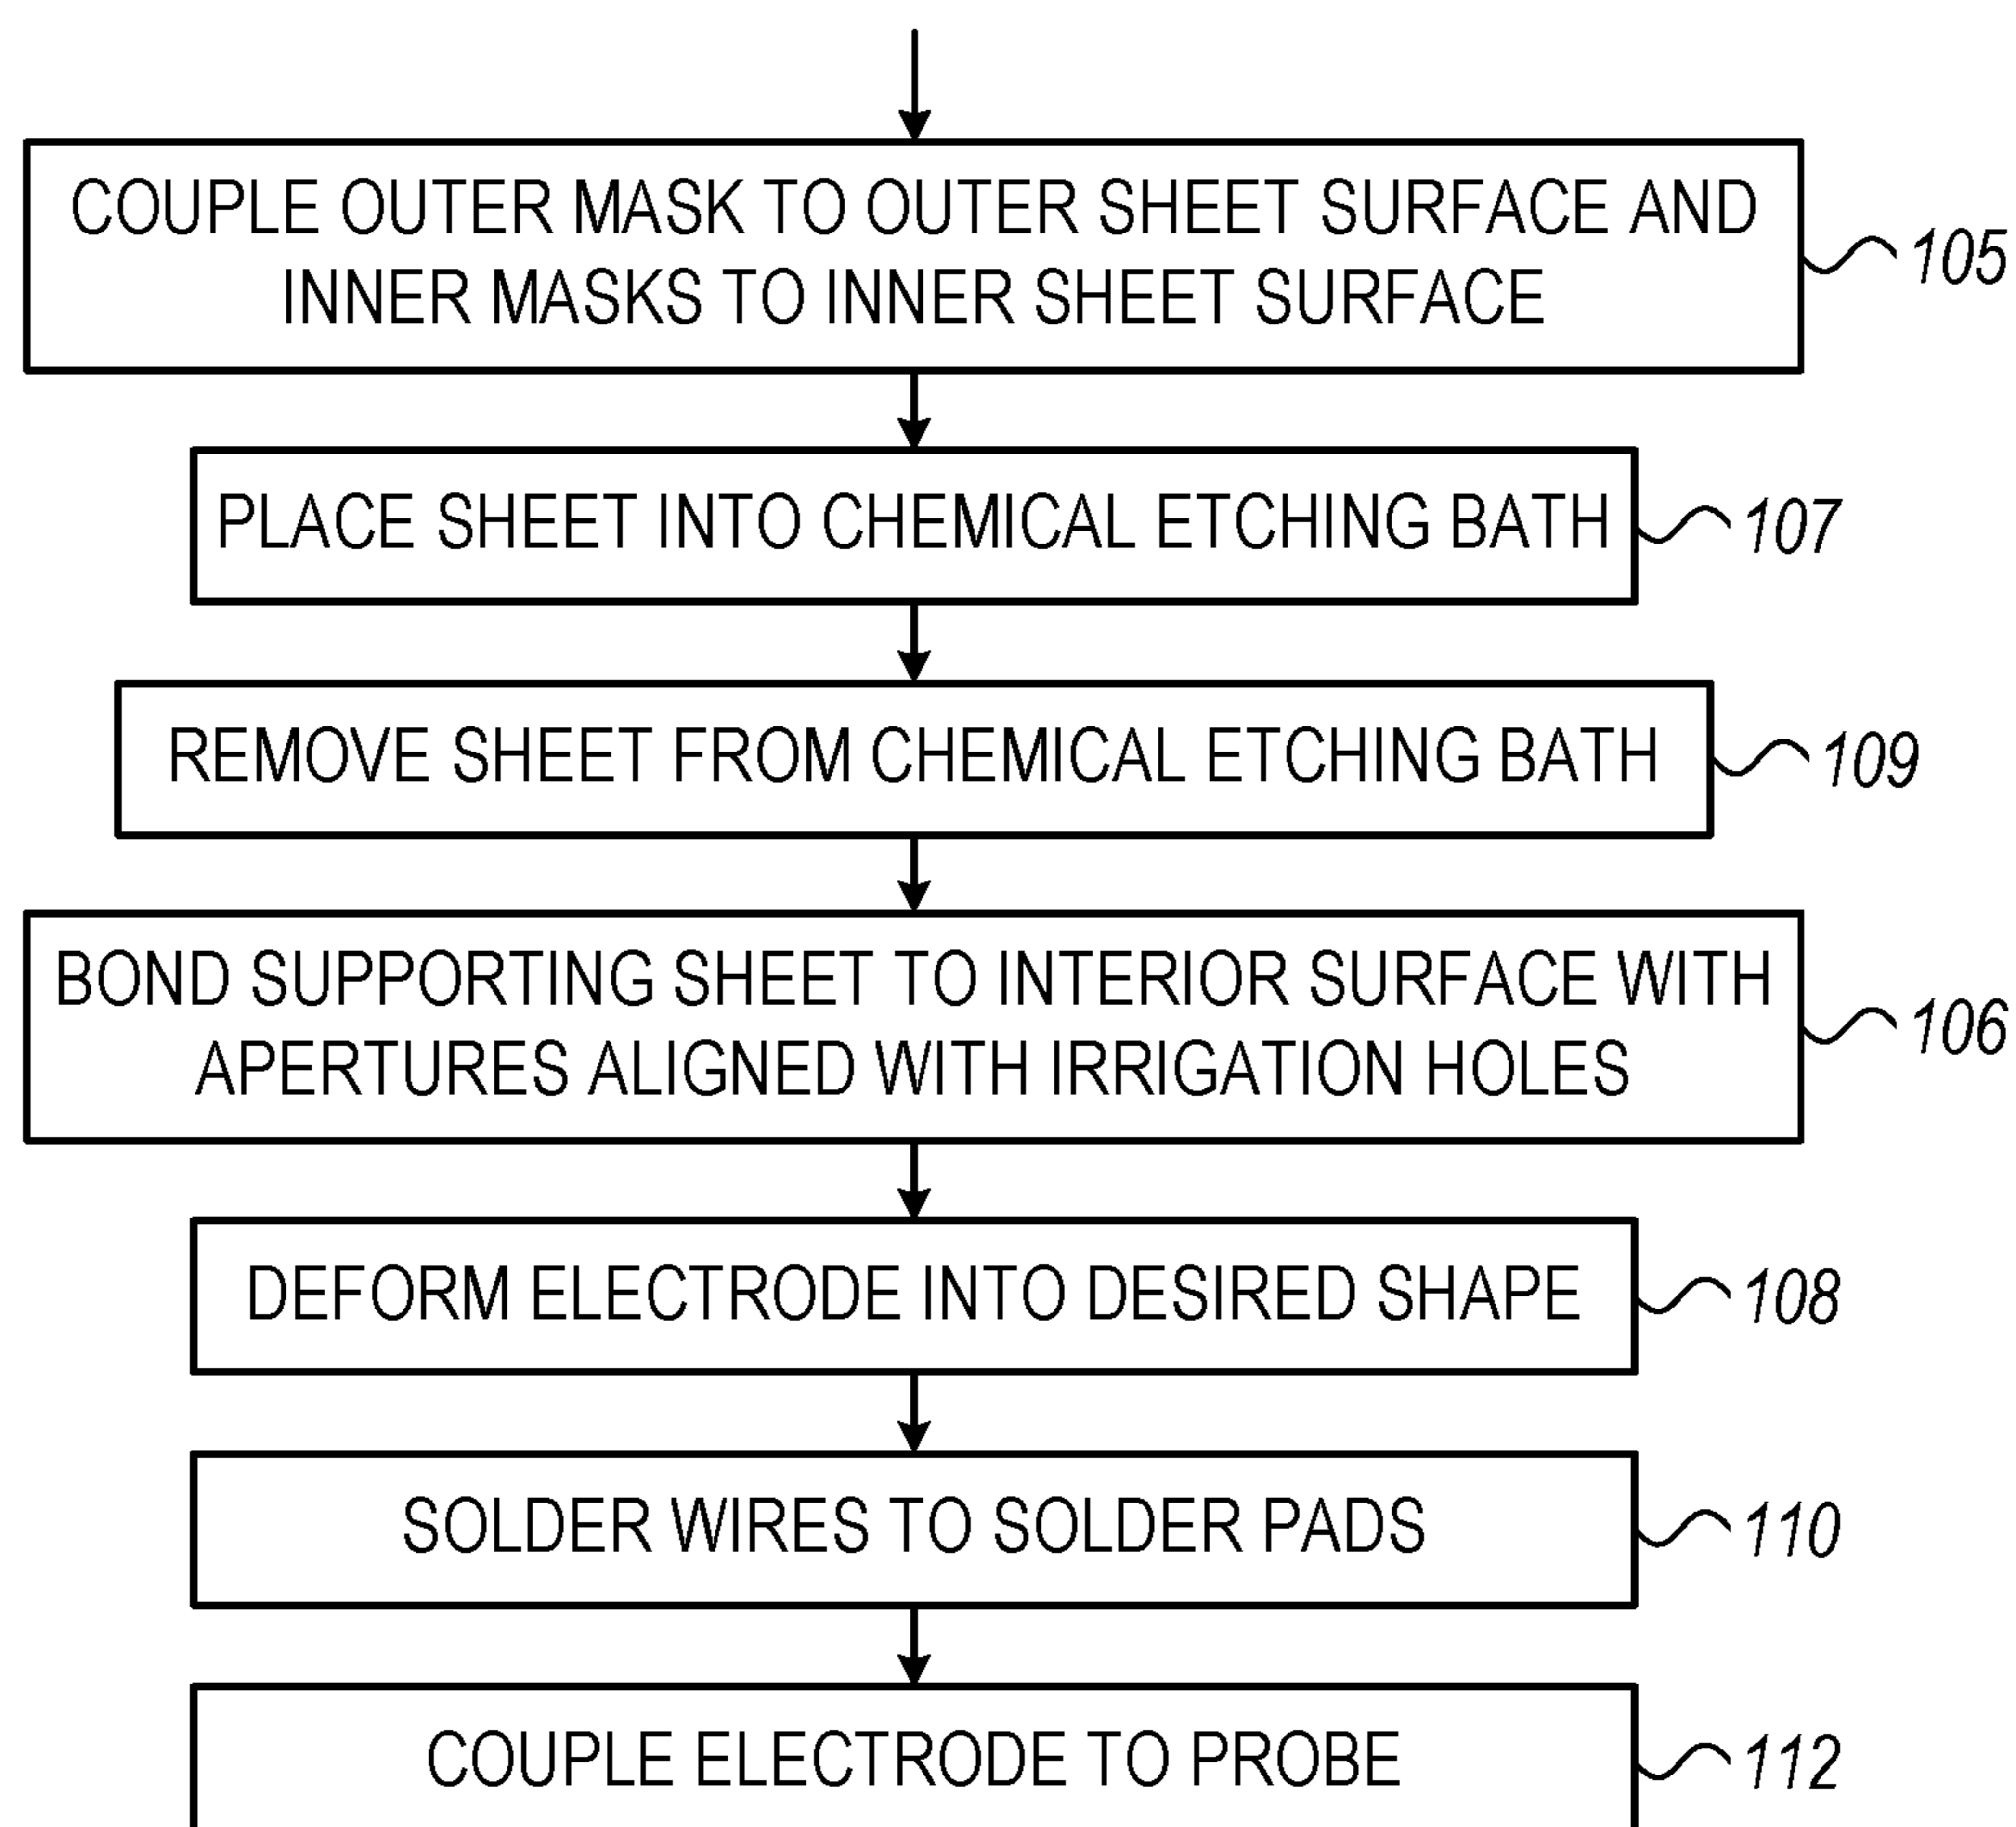 COUPLE OUTER MASK TO OUTER SHEET SURFACE AND
INNER MASKS TO INNER SHEET SURFACE
105
PLACE SHEET INTO CHEMICAL ETCHING BATH
107
REMOVE SHEET FROM CHEMICAL ETCHING BATH
109
BOND SUPPORTING SHEET TO INTERIOR SURFACE WITH
APERTURES ALIGNED WITH IRRIGATION HOLES
106
DEFORM ELECTRODE INTO DESIRED SHAPE
108
SOLDER WIRES TO SOLDER PADS
110
COUPLE ELECTRODE TO PROBE
112